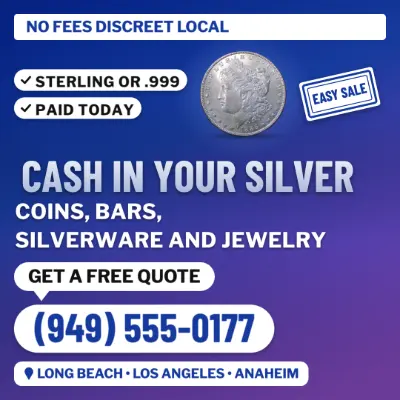 NO FEES DISCREET LOCAL
✓ STERLING OR .999
✓ PAID TODAY
EASY SALE
CASH IN YOUR SILVER
COINS, BARS,
SILVERWARE AND JEWELRY
GET A FREE QUOTE
(949) 555-0177
LONG BEACH • LOS ANGELES • ANAHEIM